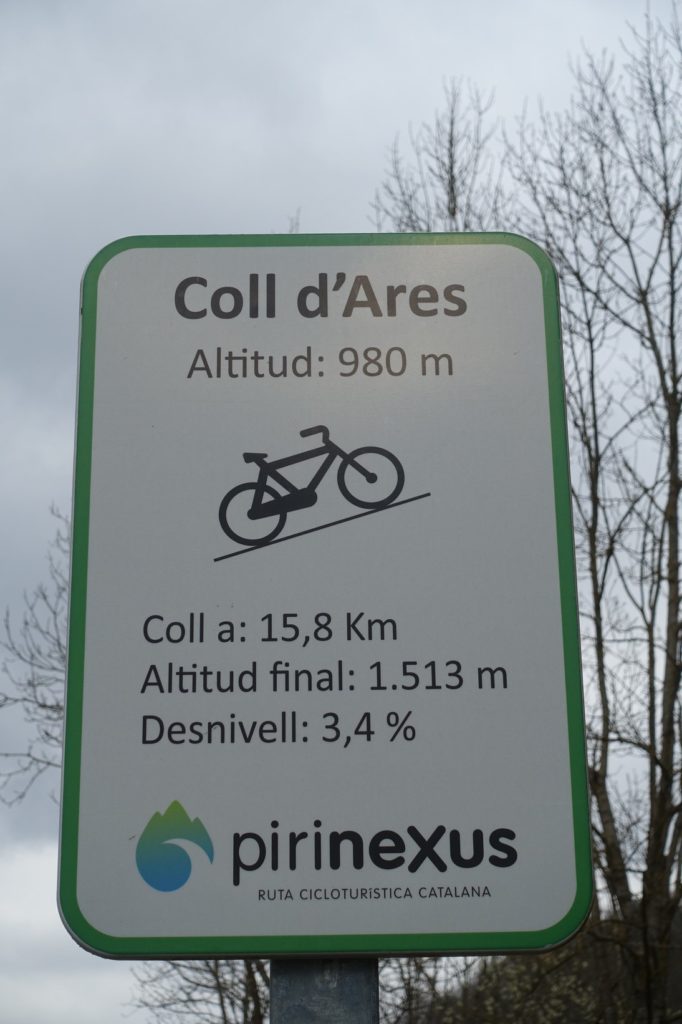 Coll d'Ares
Altitud: 980 m
Coll a: 15,8 Km
Altitud final: 1.513 m
Desnivell: 3,4 %
pirinexus
RUTA CICLOTURÍSTICA CATALANA